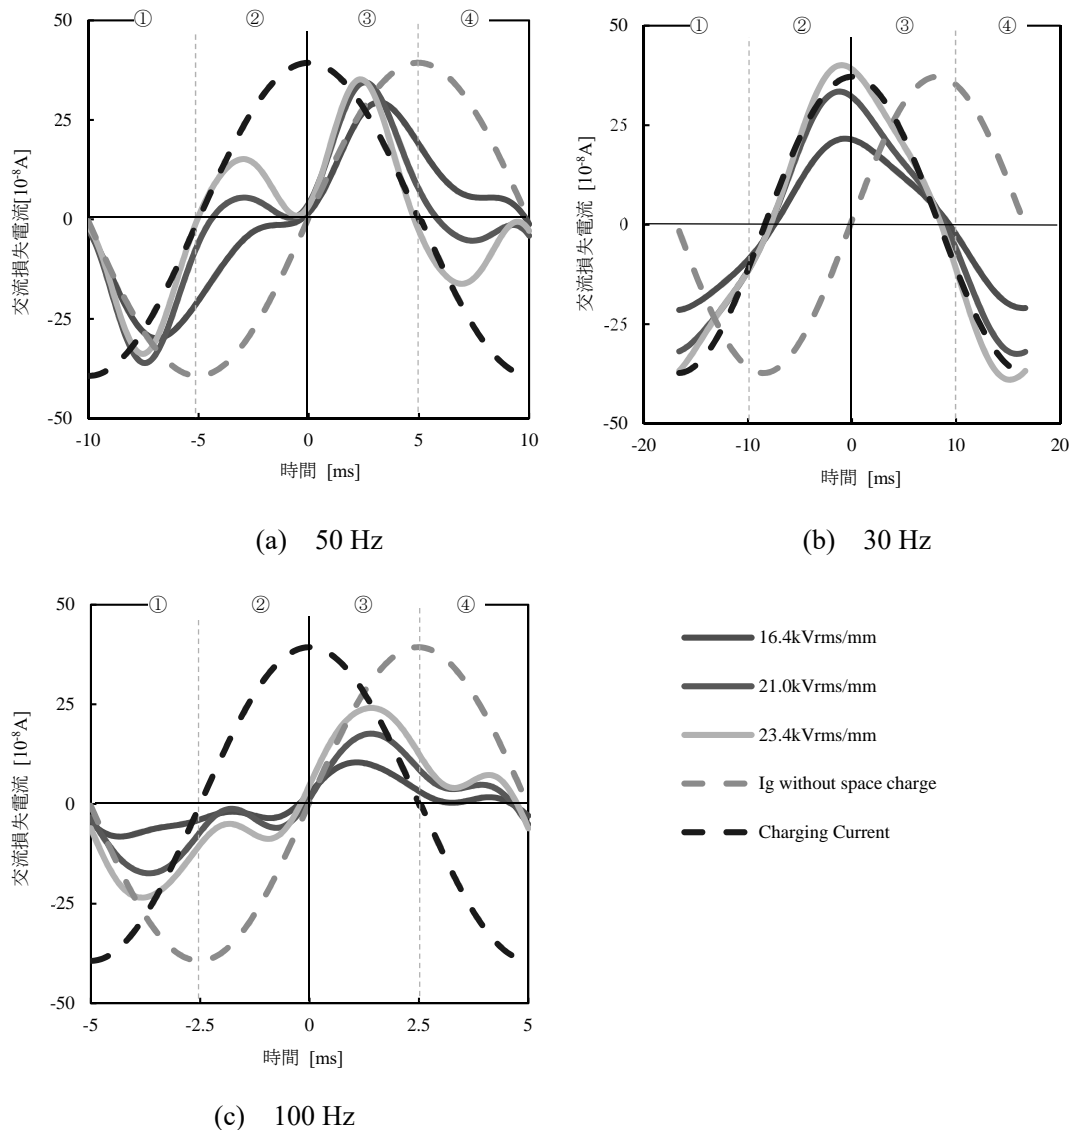 50 ① ② ③ ④
25
0
-25
-50
-10 -5 0 5 10
交流損失電流[10⁻⁸A]
時間 [ms]
(a) 50 Hz
50 ① ② ③ ④
25
0
-25
-50
-20 -10 0 10 20
交流損失電流 [10⁻⁸A]
時間 [ms]
(b) 30 Hz
50 ① ② ③ ④
25
0
-25
-50
-5 -2.5 0 2.5 5
交流損失電流 [10⁻⁸A]
時間 [ms]
(c) 100 Hz
16.4kVrms/mm
21.0kVrms/mm
23.4kVrms/mm
Ig without space charge
Charging Current